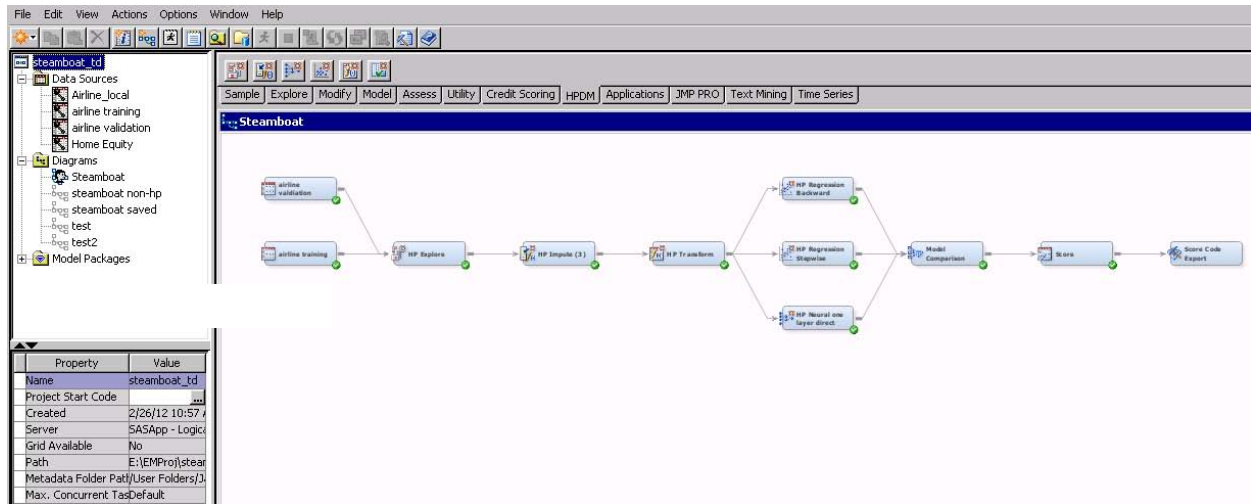 File Edit View Actions Options Window Help
steamboat_td
Data Sources
Airline_local
airline training
airline validation
Home Equity
Diagrams
Steamboat
steamboat non-hp
steamboat saved
test
test2
Model Packages
Sample Explore Modify Model Assess Utility Credit Scoring HPDM Applications JMP PRO Text Mining Time Series
Steamboat
airline
valdiation
HP Regression
Backward
airline training
HP Explore
HP Impute (3)
HP Transform
HP Regression
Stepwise
Model
Comparison
Score
Score Code
Export
HP Neural one
layer direct
Property Value
Name steamboat_td
Project Start Code ...
Created 2/26/12 10:57
Server SASApp - Logic
Grid Available No
Path E:\EMProj\stear
Metadata Folder Pat /User Folders/J
Max. Concurrent Tas Default